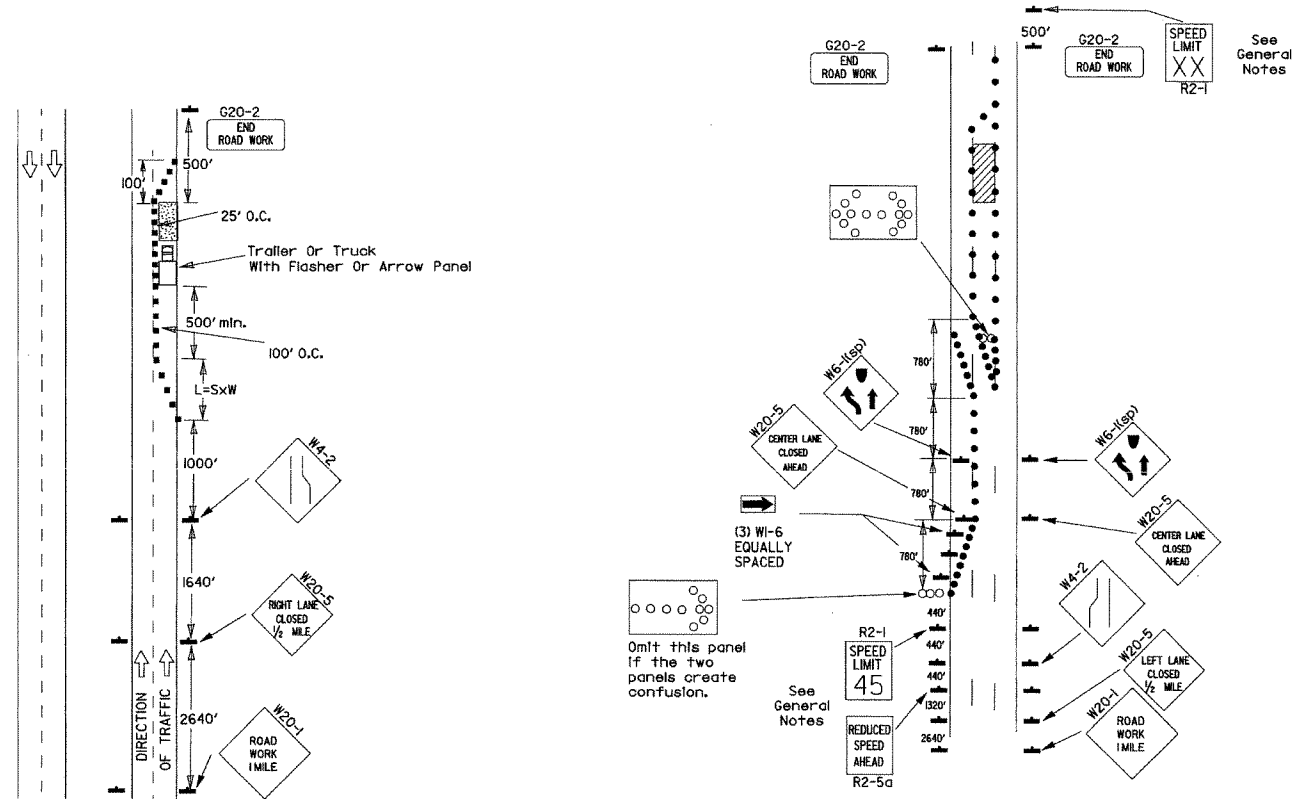 G20-2
END
ROAD WORK
500'
100'
25' O.C.
Trailer Or Truck
With Flasher Or Arrow Panel
500' min.
100' O.C.
L=SxW
1000'
W4-2
1640'
W20-5
RIGHT LANE
CLOSED
1/2 MILE
2640'
DIRECTION
OF TRAFFIC
W20-1
ROAD
WORK
1 MILE
G20-2
END
ROAD WORK
500'
G20-2
END
ROAD WORK
SPEED
LIMIT
XX
R2-1
See
General
Notes
780'
W6-1(sp)
780'
W20-5
CENTER LANE
CLOSED
AHEAD
780'
W6-1(sp)
(3) W1-6
EQUALLY
SPACED
780'
W20-5
CENTER LANE
CLOSED
AHEAD
Omit this panel
if the two
panels create
confusion.
440'
R2-1
SPEED
LIMIT
45
440'
440'
See
General
Notes
1320'
2640'
REDUCED
SPEED
AHEAD
R2-5a
W4-2
W20-5
LEFT LANE
CLOSED
1/2 MILE
W20-1
ROAD
WORK
1 MILE